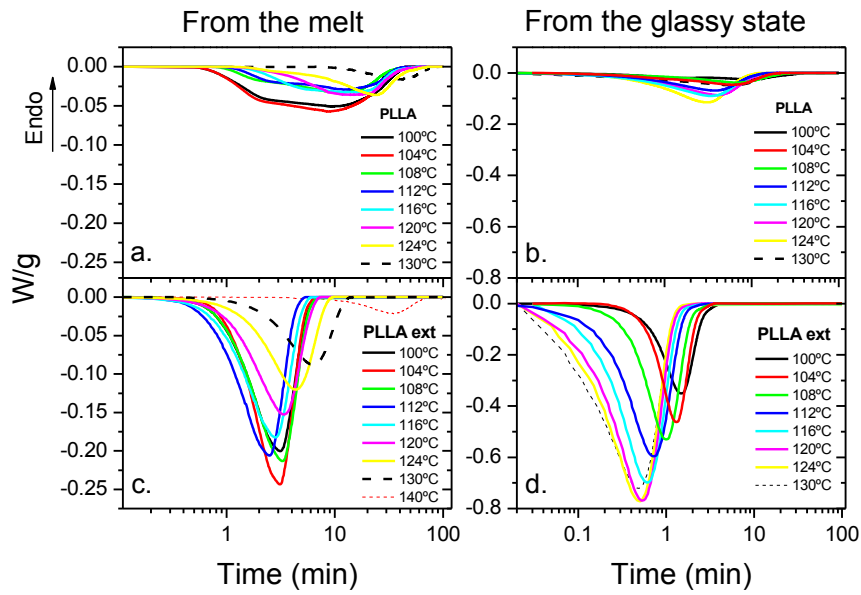 From the melt
From the glassy state
0.00
-0.05
-0.10
-0.15
-0.20
-0.25
Endo
PLLA
100ºC
104ºC
108ºC
112ºC
116ºC
120ºC
124ºC
130ºC
a.
0.0
-0.2
-0.4
-0.6
-0.8
PLLA
100ºC
104ºC
108ºC
112ºC
116ºC
120ºC
124ºC
130ºC
b.
W/g
0.00
-0.05
-0.10
-0.15
-0.20
-0.25
PLLA ext
100ºC
104ºC
108ºC
112ºC
116ºC
120ºC
124ºC
130ºC
140ºC
c.
1
10
100
Time (min)
0.0
-0.2
-0.4
-0.6
-0.8
PLLA ext
100ºC
104ºC
108ºC
112ºC
116ºC
120ºC
124ºC
130ºC
d.
0.1
1
10
100
Time (min)